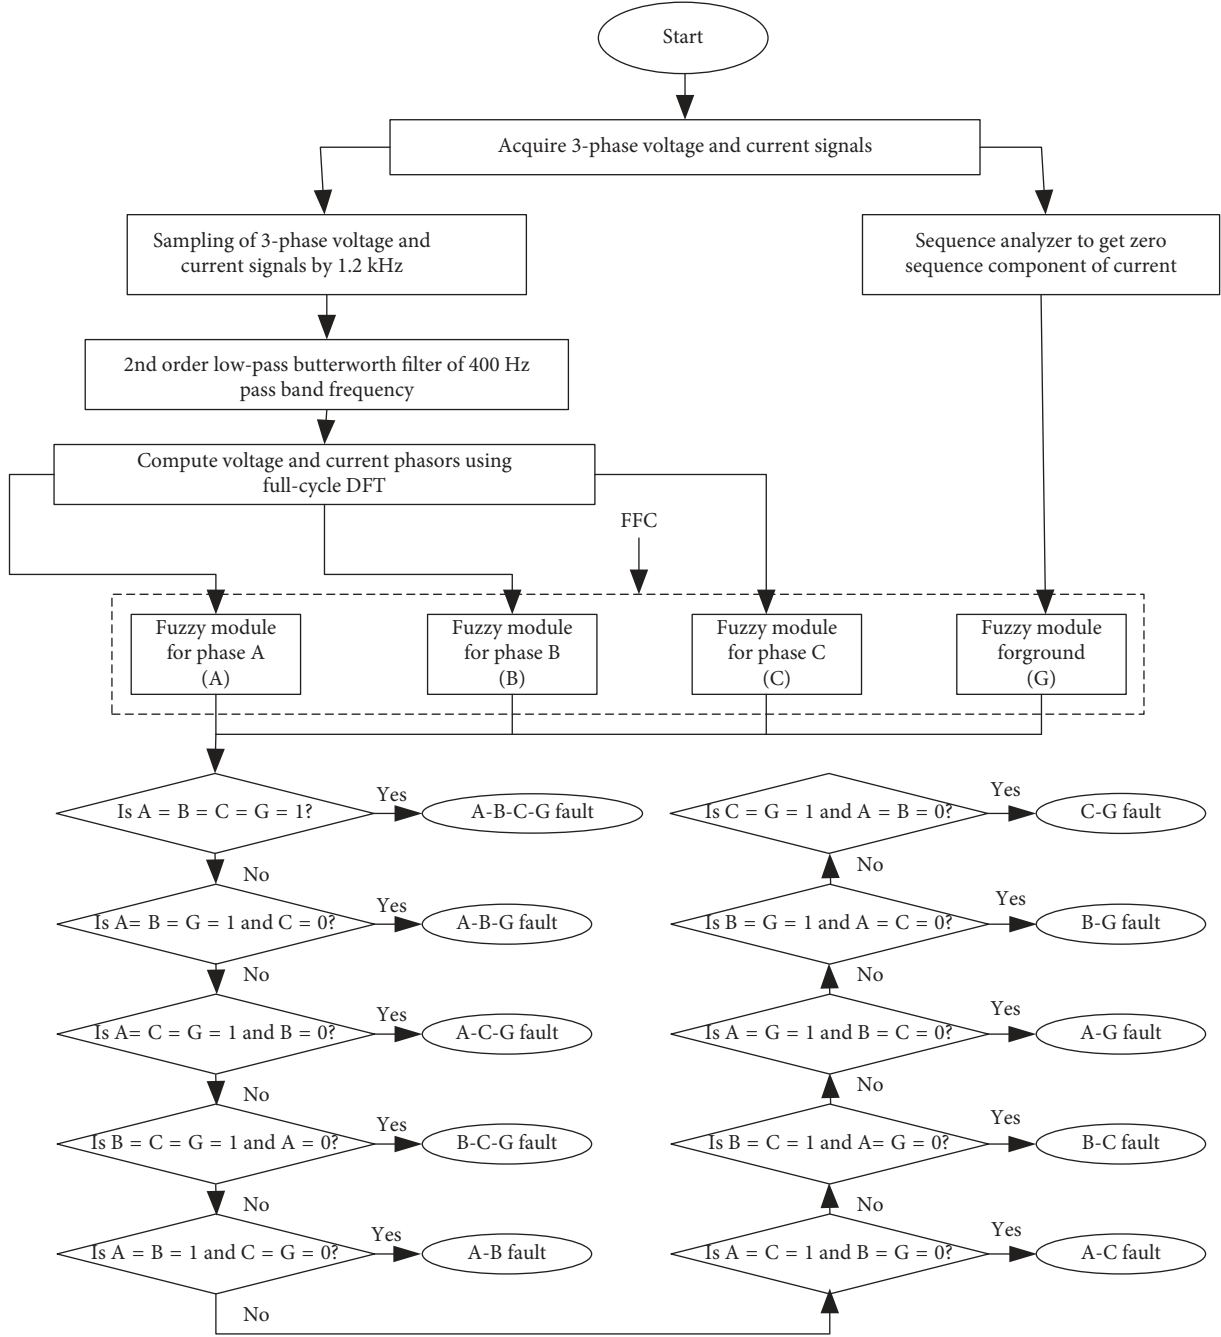 Start
Acquire 3-phase voltage and current signals
Sampling of 3-phase voltage and
current signals by 1.2 kHz
Sequence analyzer to get zero
sequence component of current
2nd order low-pass butterworth filter of 400 Hz
pass band frequency
Compute voltage and current phasors using
full-cycle DFT
FFC
Fuzzy module
for phase A
(A)
Fuzzy module
for phase B
(B)
Fuzzy module
for phase C
(C)
Fuzzy module
forground
(G)
Is A = B = C = G = 1?
Yes
A-B-C-G fault
No
Is A= B = G = 1 and C = 0?
Yes
A-B-G fault
No
Is A= C = G = 1 and B = 0?
Yes
A-C-G fault
No
Is B = C = G = 1 and A = 0?
Yes
B-C-G fault
No
Is A = B = 1 and C = G = 0?
Yes
A-B fault
No
Is A = C = 1 and B = G = 0?
Yes
A-C fault
No
Is B = C = 1 and A= G = 0?
Yes
B-C fault
No
Is A = G = 1 and B = C = 0?
Yes
A-G fault
No
Is B = G = 1 and A = C = 0?
Yes
B-G fault
No
Is C = G = 1 and A = B = 0?
Yes
C-G fault